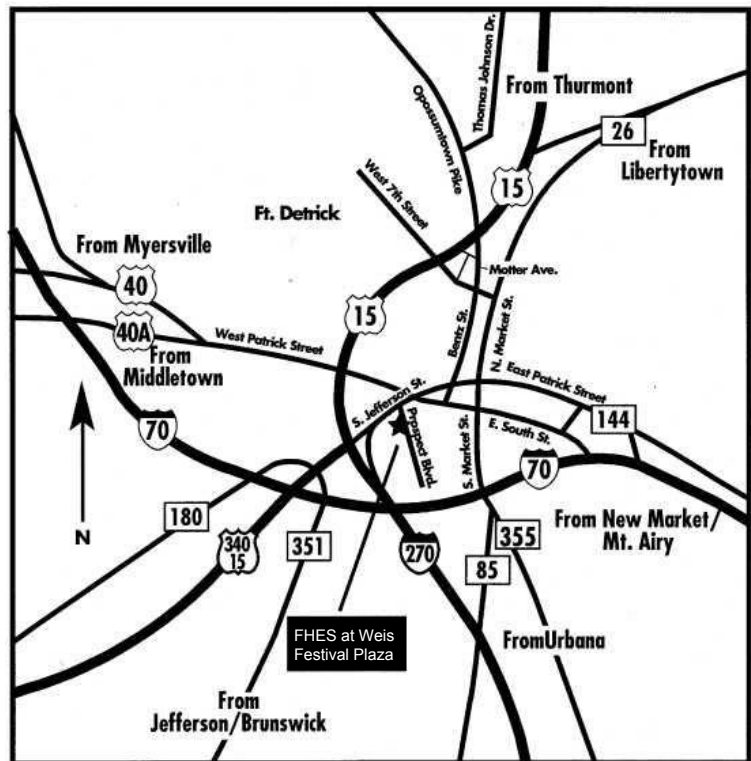 Thomas Johnson Dr.
From Thurmont
Opossumtown Pike
26
From
Libertytown
West 7th Street
15
Ft. Detrick
From Myersville
Motter Ave.
40
15
N. Market St.
Bentz St.
40A
West Patrick Street
From
Middletown
East Patrick Street
S. Jefferson St.
70
144
E. South St.
Prpsped Blvd.
S. Market St.
70
N
180
From New Market/
Mt. Airy
340
15
351
270
355
85
FHES at Weis
Festival Plaza
FromUrbana
From
Jefferson/Brunswick